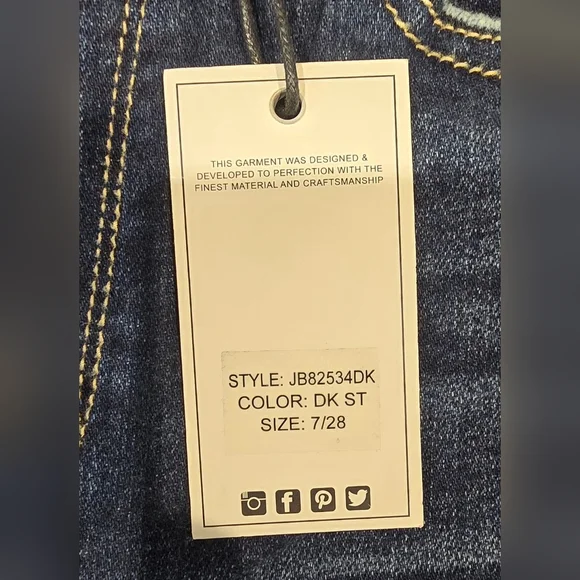 THIS GARMENT WAS DESIGNED &
DEVELOPED TO PERFECTION WITH THE
FINEST MATERIAL AND CRAFTSMANSHIP
STYLE: JB82534DK
COLOR: DK ST
SIZE: 7/28